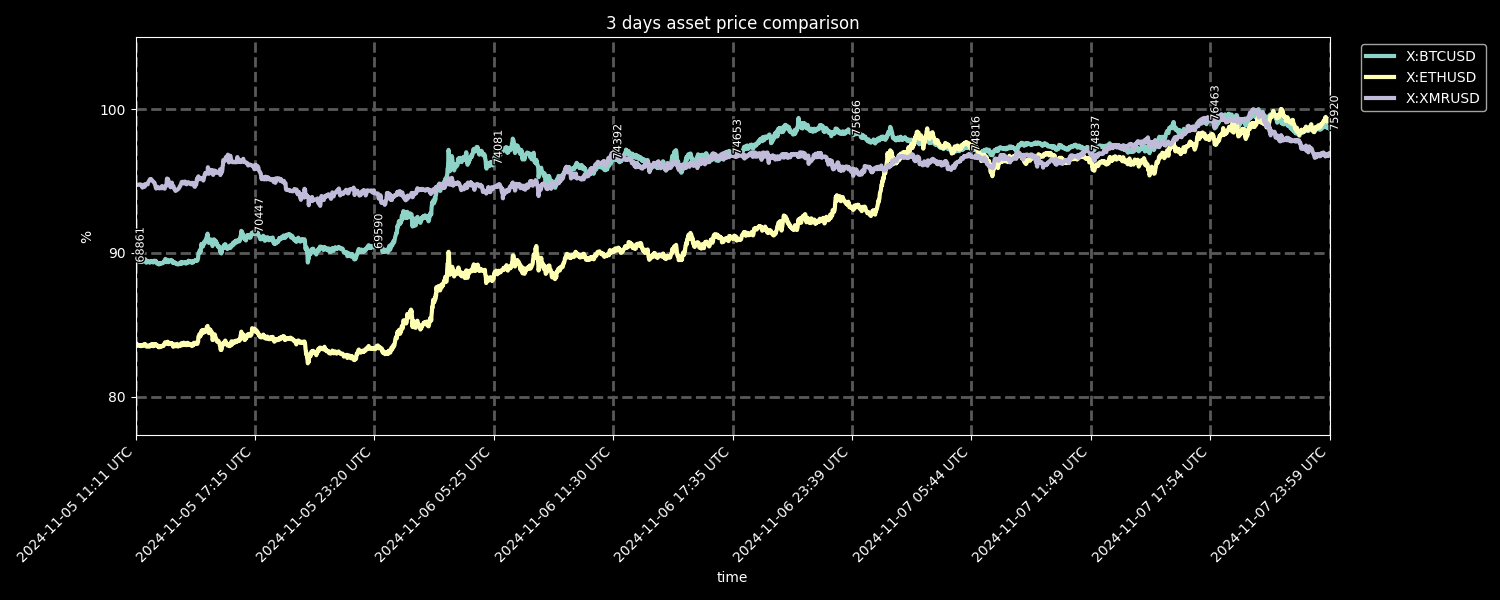 3 days asset price comparison
X:BTCUSD
X:ETHUSD
X:XMRUSD
100
90
80
%
68861
70447
69590
74081
74392
74653
75666
74816
74837
76463
75920
2024-11-05 11:11 UTC
2024-11-05 17:15 UTC
2024-11-05 23:20 UTC
2024-11-06 05:25 UTC
2024-11-06 11:30 UTC
2024-11-06 17:35 UTC
2024-11-06 23:39 UTC
2024-11-07 05:44 UTC
2024-11-07 11:49 UTC
2024-11-07 17:54 UTC
2024-11-07 23:59 UTC
time